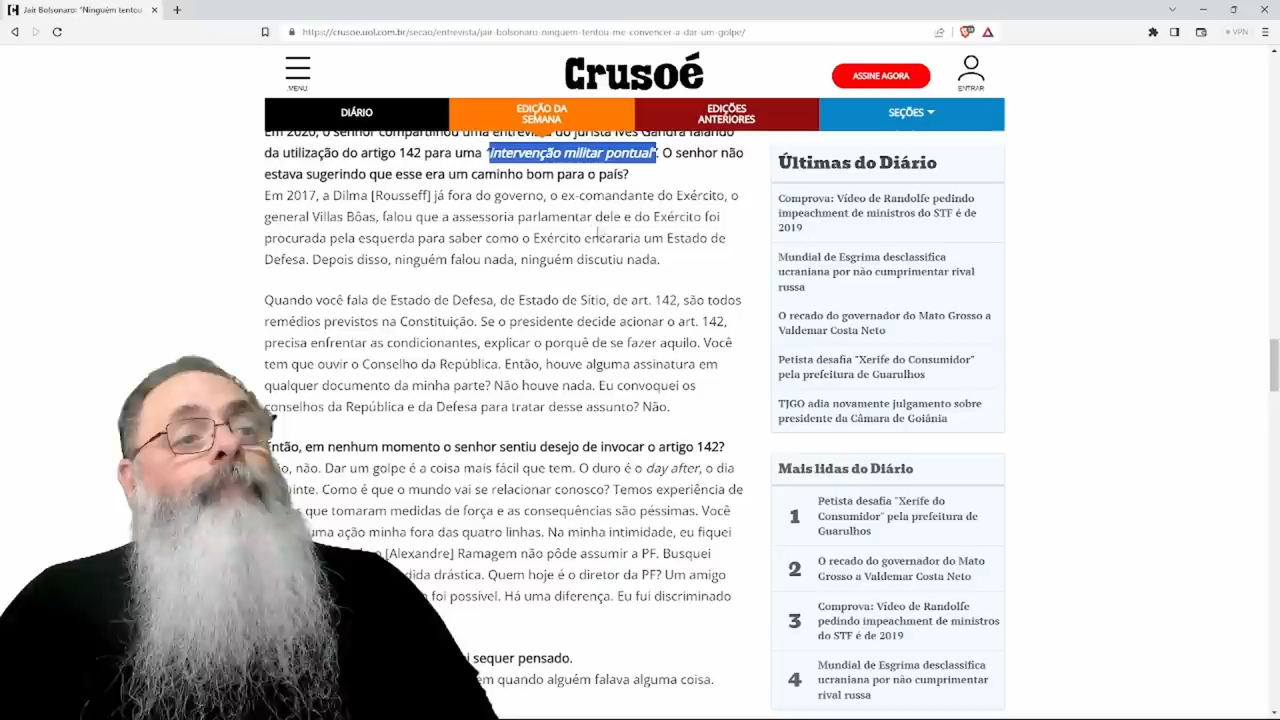 Jair Bolsonaro: "Ninguém tentou
https://crusoe.uol.com.br/secao/entrevista/jair-bolsonaro-ninguem-tentou-me-convencer-a-dar-um-golpe/
VPN
MENU
Crusoé
ASSINE AGORA
ENTRAR
DIÁRIO
EDIÇÃO DA
SEMANA
EDIÇÕES
ANTERIORES
SEÇÕES
Em 2020, o senhor compartilhou uma entrevista do jurista Ives Gandra falando
da utilização do artigo 142 para uma "intervenção militar pontual". O senhor não
estava sugerindo que esse era um caminho bom para o país?
Em 2017, a Dilma [Rousseff] já fora do governo, o ex-comandante do Exército, o
general Villas Bôas, falou que a assessoria parlamentar dele e do Exército foi
procurada pela esquerda para saber como o Exército encararia um Estado de
Defesa. Depois disso, ninguém falou nada, ninguém discutiu nada.
Quando você fala de Estado de Defesa, de Estado de Sítio, de art. 142, são todos
remédios previstos na Constituição. Se o presidente decide acionar o art. 142,
precisa enfrentar as condicionantes, explicar o porquê de se fazer aquilo. Você
tem que ouvir o Conselho da República. Então, houve alguma assinatura em
qualquer documento da minha parte? Não houve nada. Eu convoquei os
conselhos da República e da Defesa para tratar desse assunto? Não.
Então, em nenhum momento o senhor sentiu desejo de invocar o artigo 142?
não. Dar um golpe é a coisa mais fácil que tem. O duro é o day after, o dia
inte. Como é que o mundo vai se relacionar conosco? Temos experiência de
que tomaram medidas de força e as consequências são péssimas. Você
uma ação minha fora das quatro linhas. Na minha intimidade, eu fiquei
[Alexandre] Ramagem não pôde assumir a PF. Busquei
dida drástica. Quem hoje é o diretor da PF? Um amigo
foi possível. Há uma diferença. Eu fui discriminado
i sequer pensado.
em quando alguém falava alguma coisa.
Últimas do Diário
Comprova: Vídeo de Randolfe pedindo
impeachment de ministros do STF é de
2019
Mundial de Esgrima desclassifica
ucraniana por não cumprimentar rival
russa
O recado do governador do Mato Grosso a
Valdemar Costa Neto
Petista desafia "Xerife do Consumidor"
pela prefeitura de Guarulhos
TJGO adia novamente julgamento sobre
presidente da Câmara de Goiânia
Mais lidas do Diário
1
Petista desafia "Xerife do
Consumidor" pela prefeitura de
Guarulhos
2
O recado do governador do Mato
Grosso a Valdemar Costa Neto
3
Comprova: Vídeo de Randolfe
pedindo impeachment de ministros
do STF é de 2019
4
Mundial de Esgrima desclassifica
ucraniana por não cumprimentar
rival russa